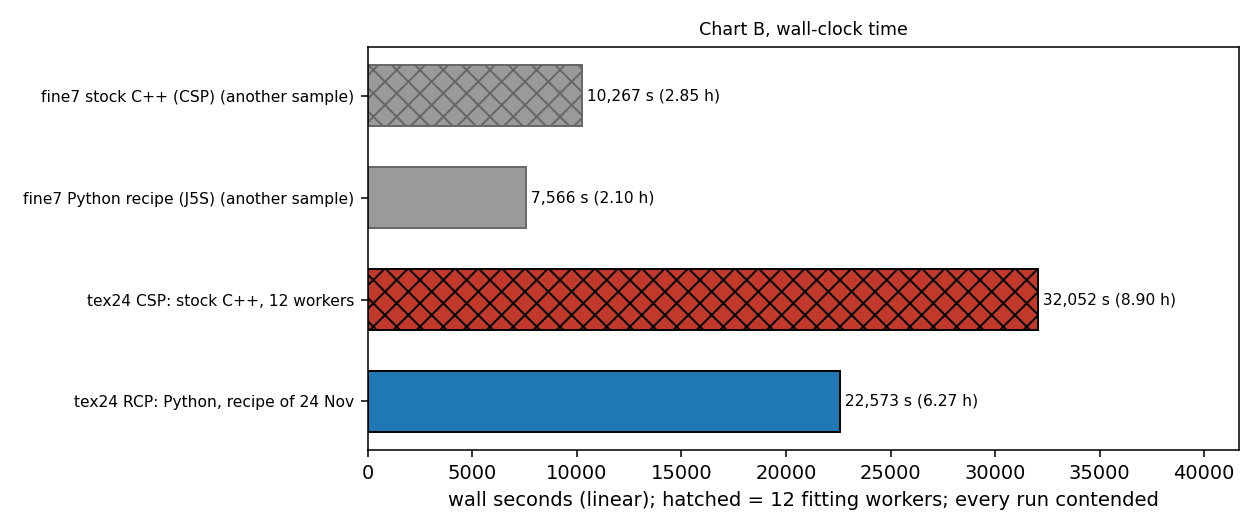 Chart B, wall-clock time
fine7 stock C++ (CSP) (another sample)
10,267 s (2.85 h)
fine7 Python recipe (J5S) (another sample)
7,566 s (2.10 h)
tex24 CSP: stock C++, 12 workers
32,052 s (8.90 h)
tex24 RCP: Python, recipe of 24 Nov
22,573 s (6.27 h)
0 5000 10000 15000 20000 25000 30000 35000 40000
wall seconds (linear); hatched = 12 fitting workers; every run contended